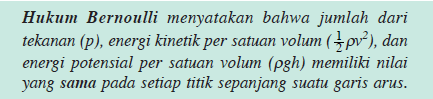 Hukum Bernoulli menyatakan bahwa jumlah dari
tekanan (p), energi kinetik per satuan volum (½ρv²), dan
energi potensial per satuan volum (ρgh) memiliki nilai
yang sama pada setiap titik sepanjang suatu garis arus.